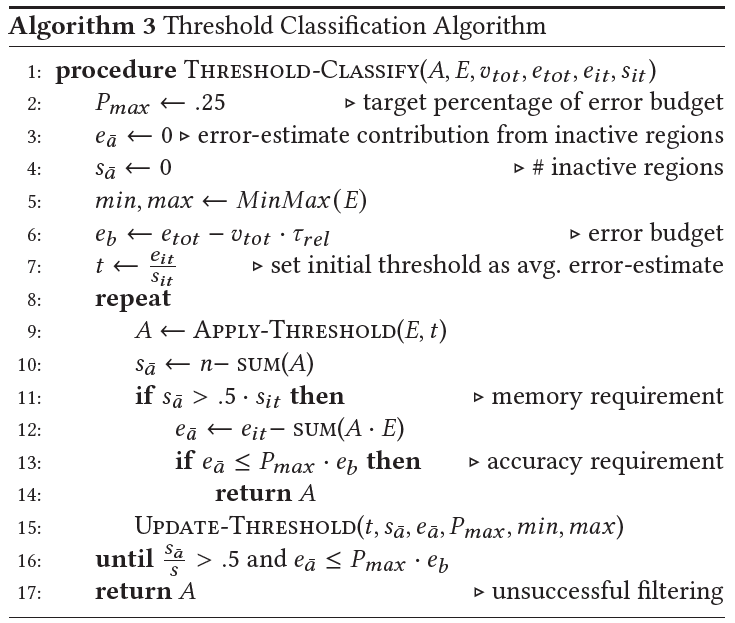 Algorithm 3 Threshold Classification Algorithm
1: procedure Threshold-Classify(A, E, v_tot, e_tot, e_it, s_it)
2: P_max ← .25 ▹ target percentage of error budget
3: e_ā ← 0 ▹ error-estimate contribution from inactive regions
4: s_ā ← 0 ▹ # inactive regions
5: min, max ← MinMax(E)
6: e_b ← e_tot − v_tot · τ_rel ▹ error budget
7: t ← e_it / s_it ▹ set initial threshold as avg. error-estimate
8: repeat
9: A ← Apply-Threshold(E, t)
10: s_ā ← n− sum(A)
11: if s_ā > .5 · s_it then ▹ memory requirement
12: e_ā ← e_it− sum(A · E)
13: if e_ā ≤ P_max · e_b then ▹ accuracy requirement
14: return A
15: Update-Threshold(t, s_ā, e_ā, P_max, min, max)
16: until s_ā / s > .5 and e_ā ≤ P_max · e_b
17: return A ▹ unsuccessful filtering